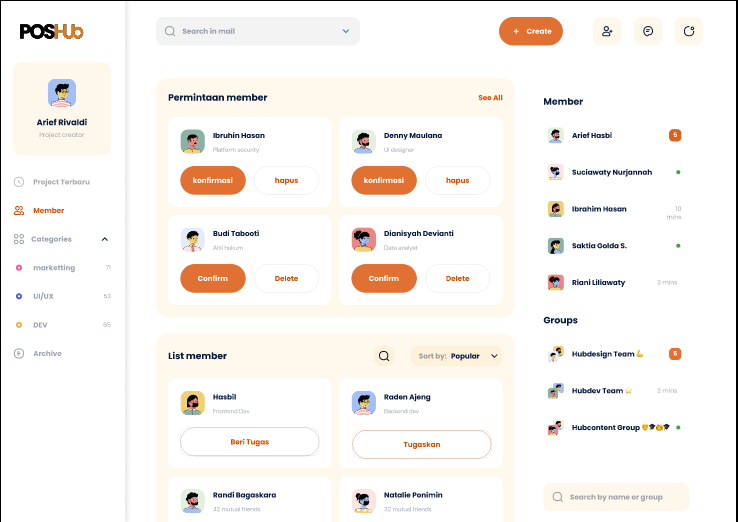 POSHub
Search in mail
+ Create
Arief Rivaldi
Project creator
Project Terbaru
Member
Categories
marketting 71
UI/UX 53
DEV 65
Archive
Permintaan member
See All
Ibruhin Hasan
Platform security
konfirmasi
hapus
Denny Maulana
UI designer
konfirmasi
hapus
Budi Tabooti
Ahli hukum
Confirm
Delete
Dianisyah Devianti
Data analyst
Confirm
Delete
List member
Sort by: Popular
Hasbil
Frontend Dev
Beri Tugas
Raden Ajeng
Backend dev
Tugaskan
Randi Bagaskara
42 mutual friends
Natalie Ponimin
32 mutual friends
Member
Arief Hasbi 5
Suciawaty Nurjannah
Ibrahim Hasan 10
mins
Saktia Golda S.
Riani Liliawaty 3 mins
Groups
Hubdesign Team 💪 5
Hubdev Team ⭐ 3 mins
Hubcontent Group
Search by name or group